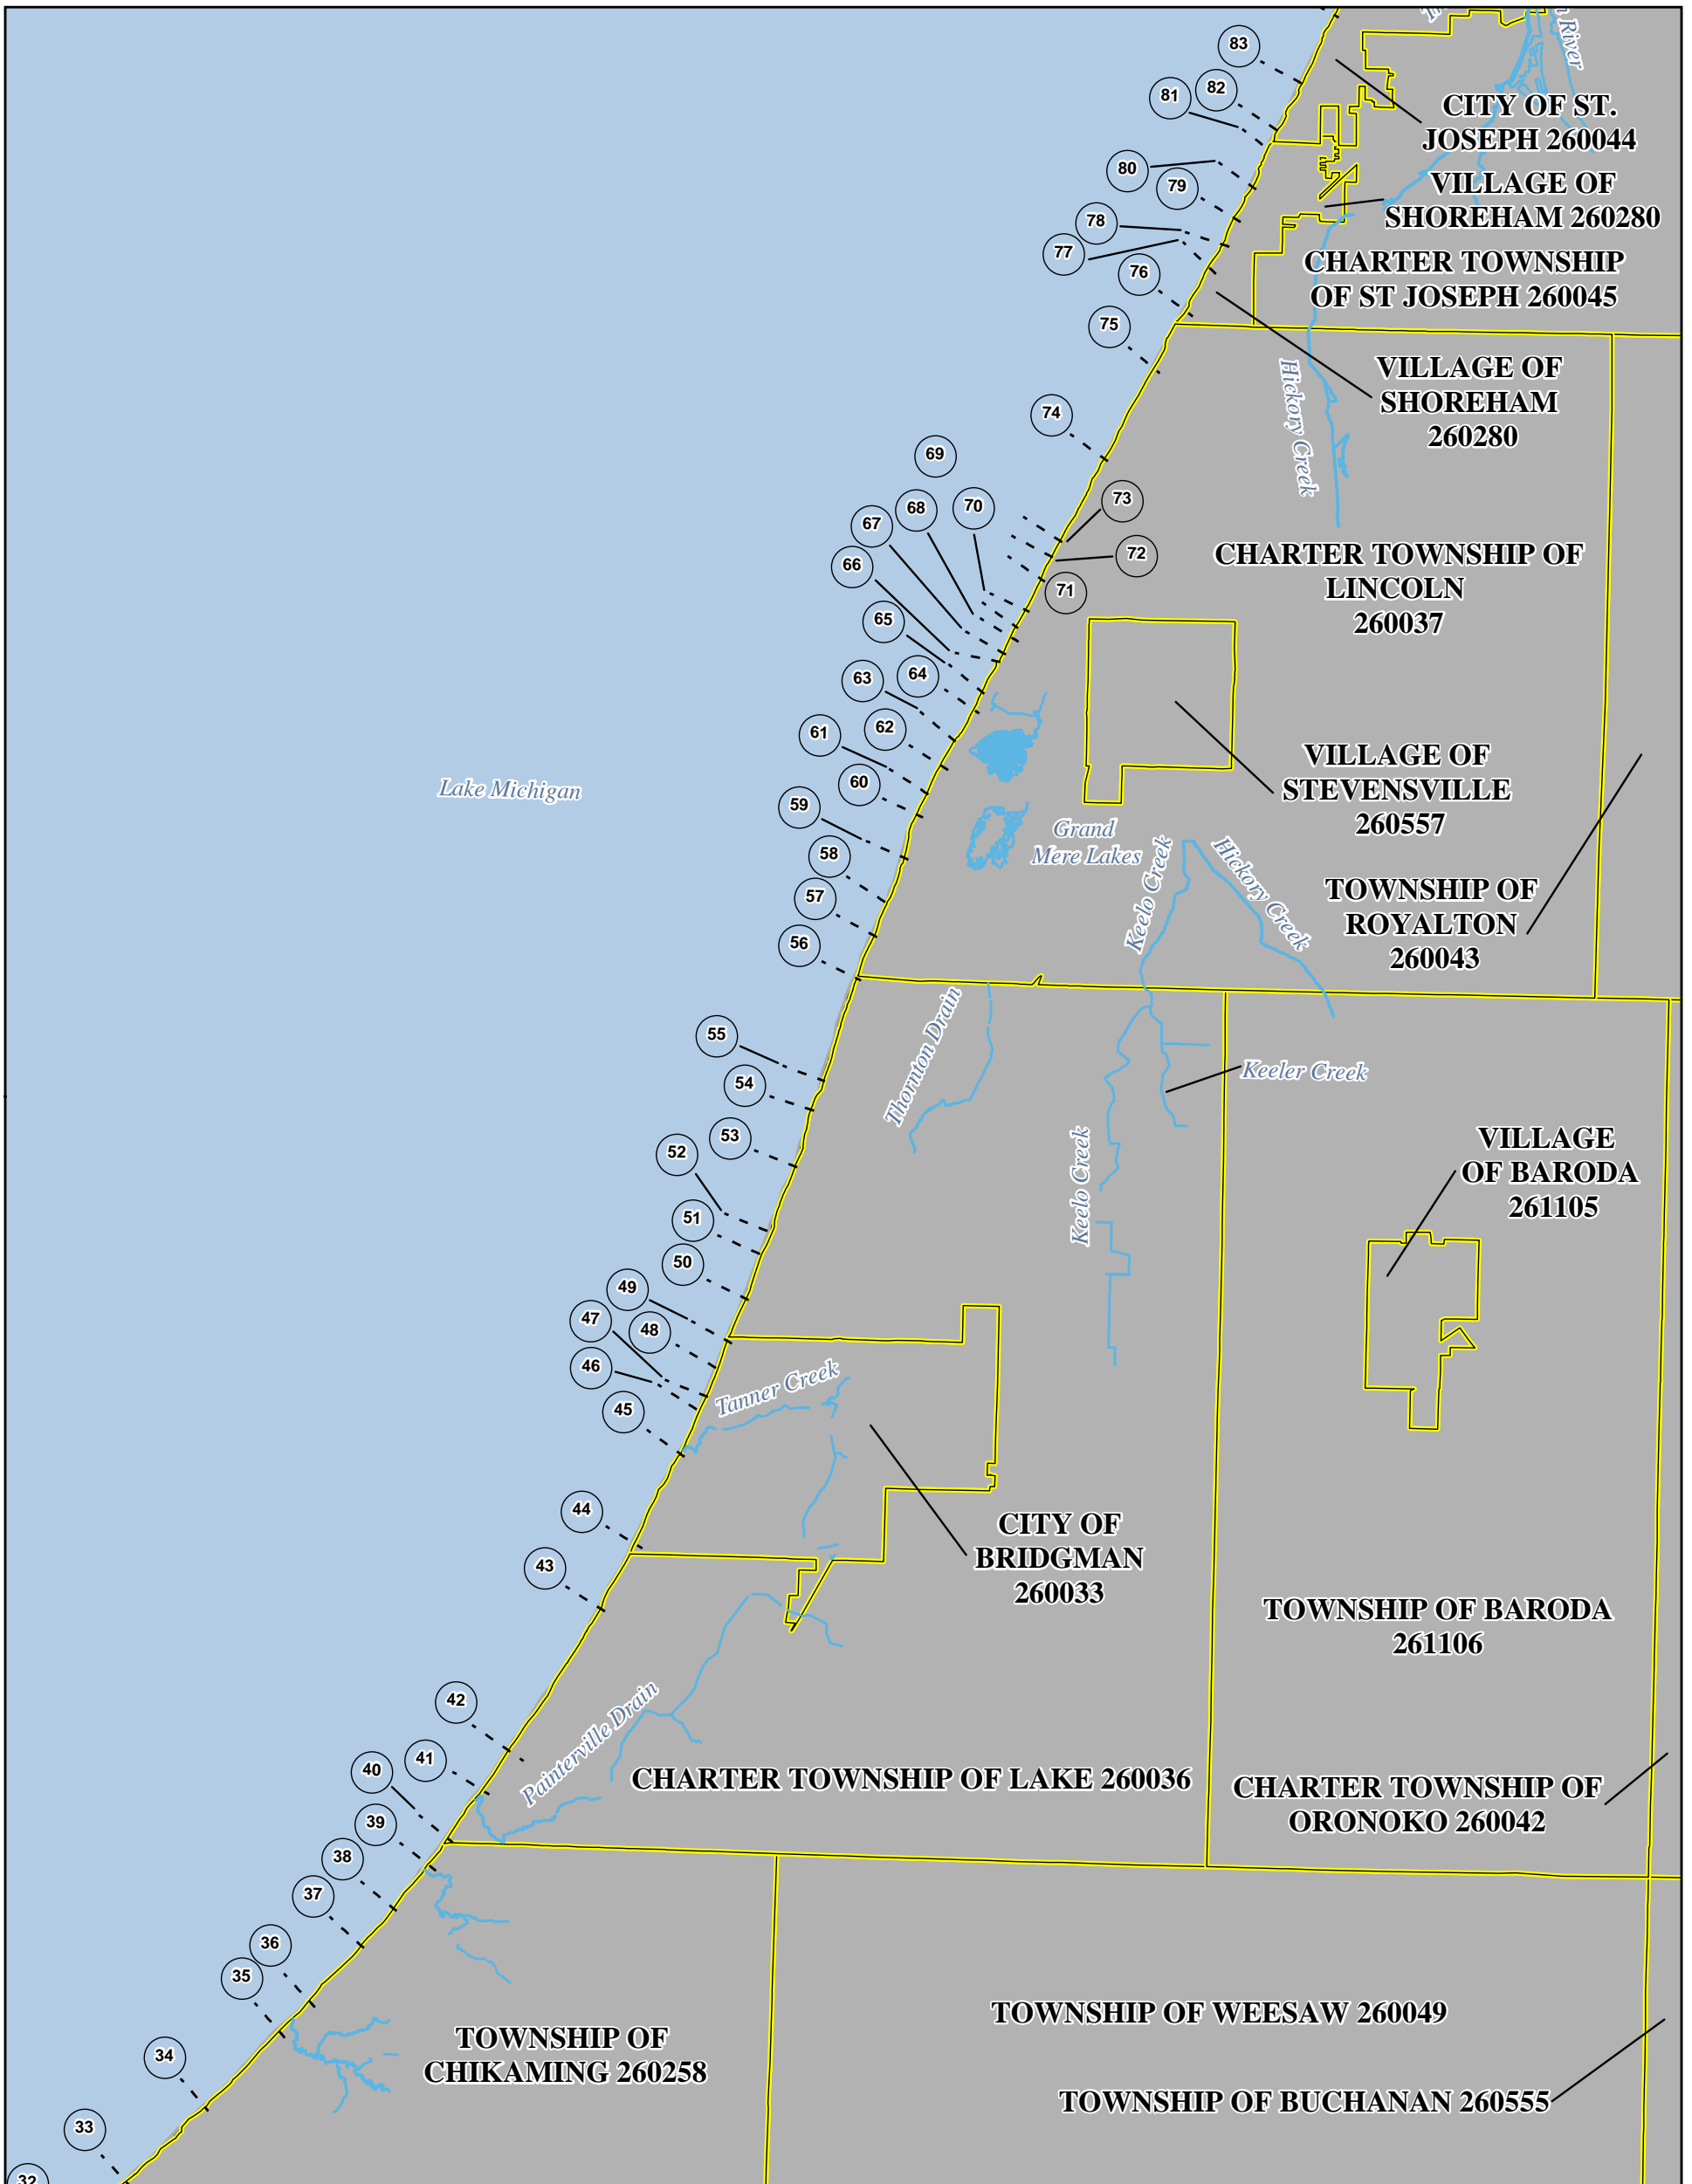 83
82
81
80
79
78
77
76
75
74
69
70
68
67
73
72
66
71
65
64
63
62
61
60
59
58
57
56
55
54
53
52
51
50
49
48
47
46
45
44
43
42
41
40
39
38
37
36
35
34
33
32
River
CITY OF ST.
JOSEPH 260044
VILLAGE OF
SHOREHAM 260280
CHARTER TOWNSHIP
OF ST JOSEPH 260045
VILLAGE OF
SHOREHAM
260280
Hickory Creek
CHARTER TOWNSHIP OF
LINCOLN
260037
VILLAGE OF
STEVENSVILLE
260557
Lake Michigan
Grand
Mere Lakes
Keelo Creek
Hickory Creek
TOWNSHIP OF
ROYALTON
260043
Thornton Drain
Keeler Creek
Keelo Creek
VILLAGE
OF BARODA
261105
Tanner Creek
CITY OF
BRIDGMAN
260033
TOWNSHIP OF BARODA
261106
Painterville Drain
CHARTER TOWNSHIP OF LAKE 260036
CHARTER TOWNSHIP OF
ORONOKO 260042
TOWNSHIP OF WEESAW 260049
TOWNSHIP OF
CHIKAMING 260258
TOWNSHIP OF BUCHANAN 260555